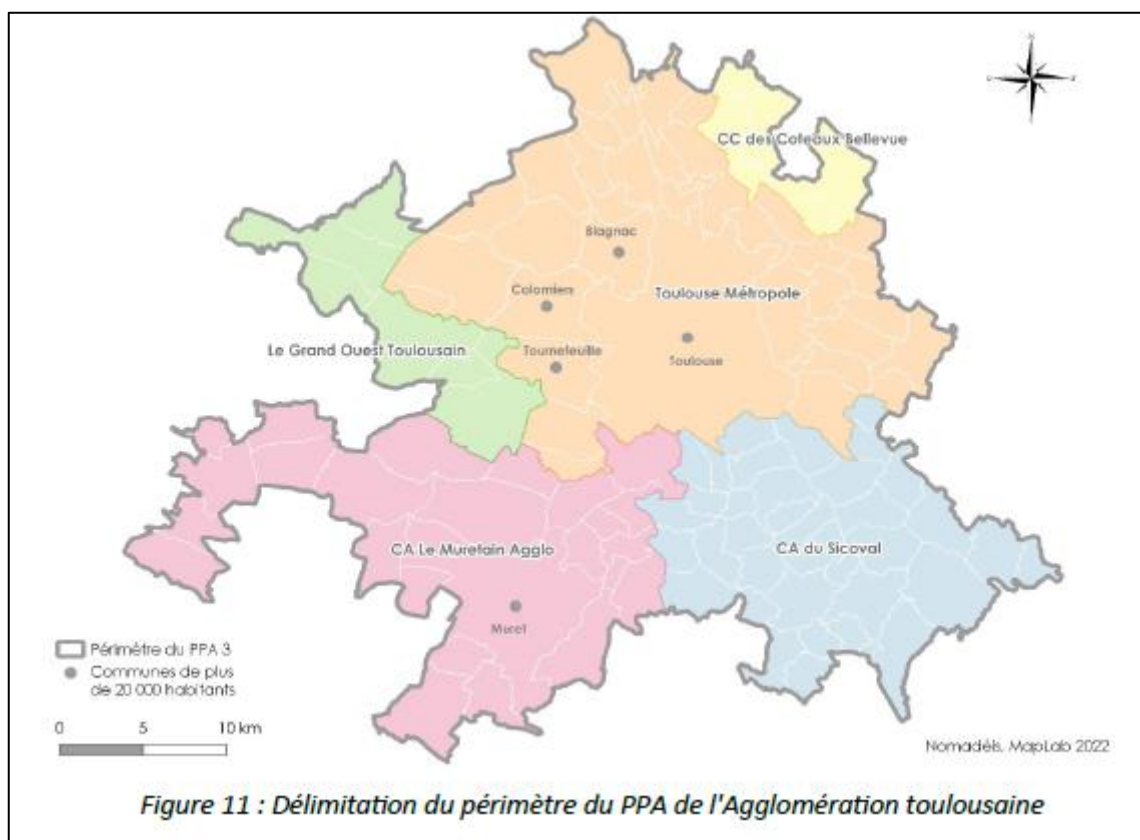 CC des Coteaux Bellevue
Blagnac
Colomiers
Toulouse Métropole
Le Grand Ouest Toulousain
Tournefeuille
Toulouse
CA Le Muretain Agglo
CA du Sicoval
Muret
Périmètre du PPA 3
Communes de plus
de 20 000 habitants
0 5 10 km
Nomadéis, MapLab 2022
Figure 11 : Délimitation du périmètre du PPA de l'Agglomération toulousaine